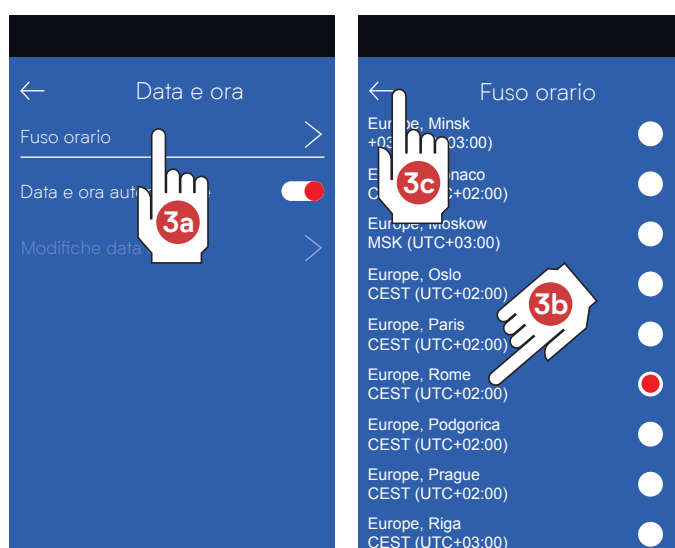 Data e ora
Fuso orario
Data e ora
3a
Modifiche data
Fuso orario
Europe, Minsk
+03 03:00)
3c
+02:00)
Europe, Moskow
MSK (UTC+03:00)
Europe, Oslo
CEST (UTC+02:00)
3b
Europe, Paris
CEST (UTC+02:00)
Europe, Rome
CEST (UTC+02:00)
Europe, Podgorica
CEST (UTC+02:00)
Europe, Prague
CEST (UTC+02:00)
Europe, Riga
CEST (UTC+03:00)